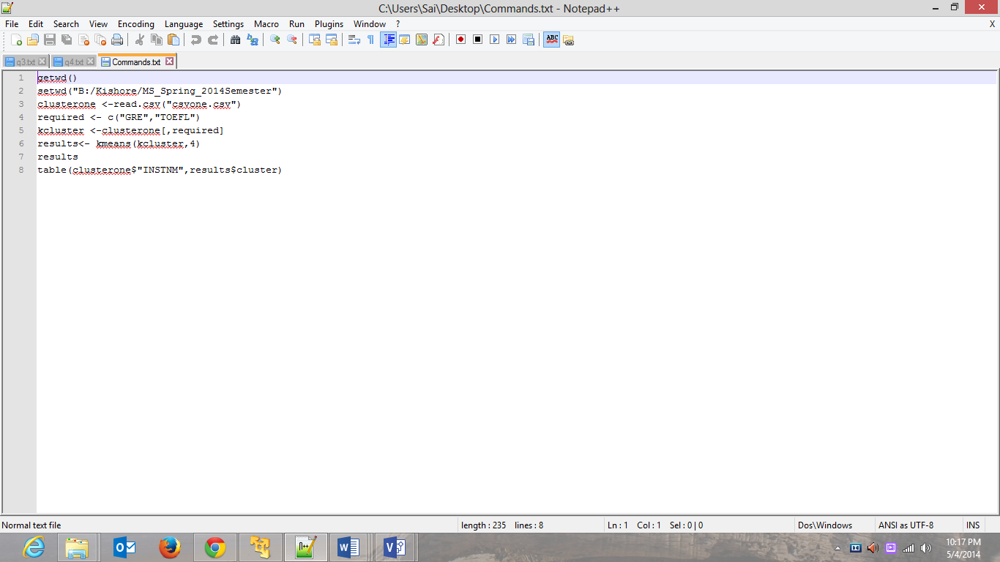 C:\Users\Sai\Desktop\Commands.txt - Notepad++
File Edit Search View Encoding Language Settings Macro Run Plugins Window ? X
q3.txt q4.txt Commands.txt
1 getwd()
2 setwd("B:/Kishore/MS_Spring_2014Semester")
3 clusterone <-read.csv("csvone.csv")
4 required <- c("GRE","TOEFL")
5 kcluster <-clusterone[,required]
6 results<- kmeans(kcluster,4)
7 results
8 table(clusterone$"INSTNM",results$cluster)
Normal text file length : 235 lines : 8 Ln : 1 Col : 1 Sel : 0 | 0 Dos\Windows ANSI as UTF-8 INS
10:17 PM
5/4/2014